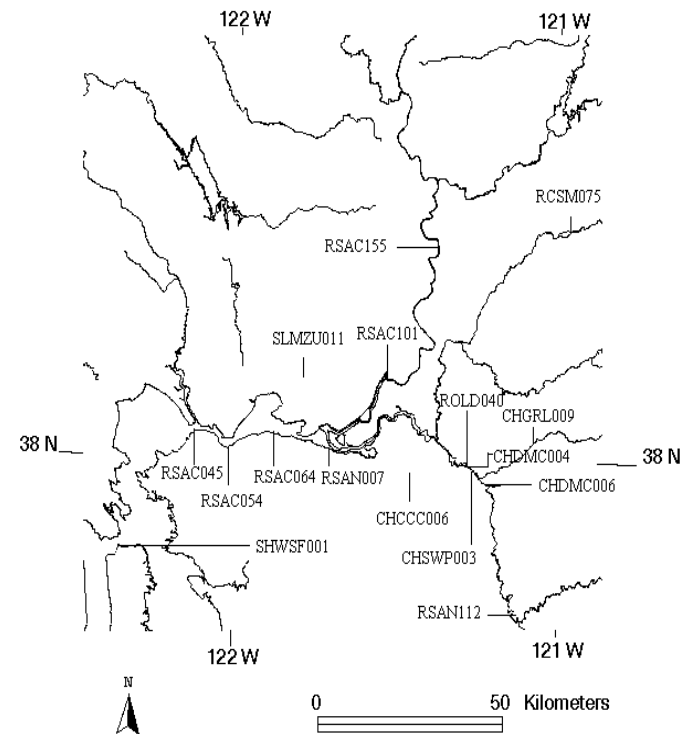 122 W
121 W
RCSM075
RSAC155
SLMZU011
RSAC101
ROLD040
CHGRL009
38 N
CHDMC004
38 N
RSAC045
RSAC064
RSAN007
CHDMC006
RSAC054
CHCCC006
SHWSF001
CHSWP003
RSAN112
122 W
121 W
N
0
50 Kilometers